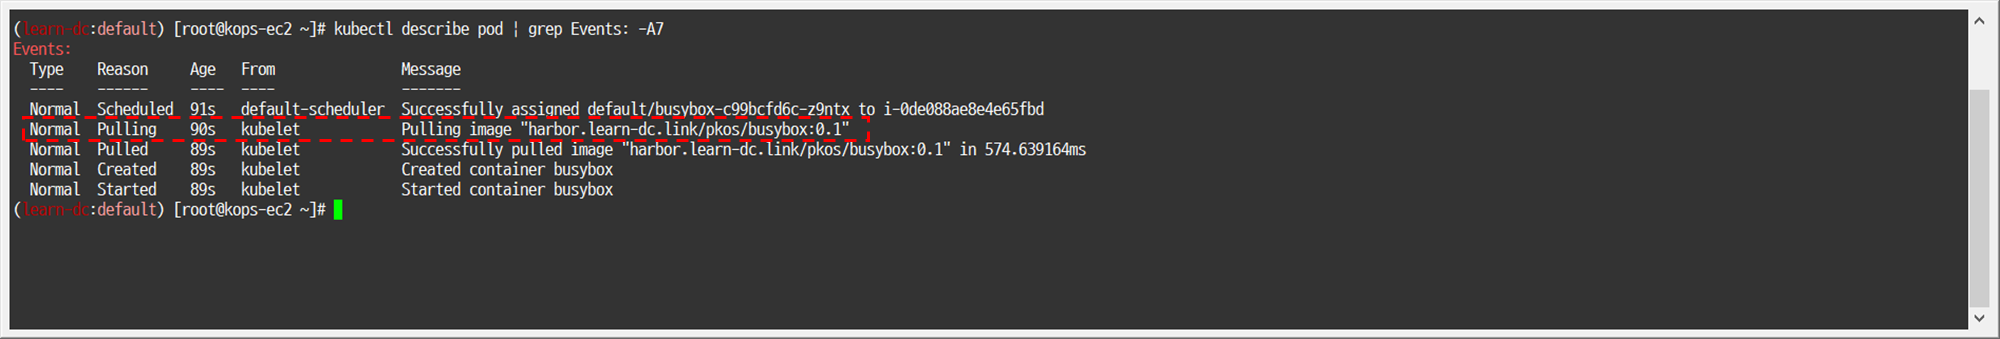 (learn-dc:default) [root@kops-ec2 ~]# kubectl describe pod | grep Events: -A7
Events:
  Type    Reason     Age   From               Message
  ----    ------     ----  ----               -------
  Normal  Scheduled  91s   default-scheduler  Successfully assigned default/busybox-c99bcfd6c-z9ntx to i-0de088ae8e4e65fbd
  Normal  Pulling    90s   kubelet            Pulling image "harbor.learn-dc.link/pkos/busybox:0.1"
  Normal  Pulled     89s   kubelet            Successfully pulled image "harbor.learn-dc.link/pkos/busybox:0.1" in 574.639164ms
  Normal  Created    89s   kubelet            Created container busybox
  Normal  Started    89s   kubelet            Started container busybox
(learn-dc:default) [root@kops-ec2 ~]#